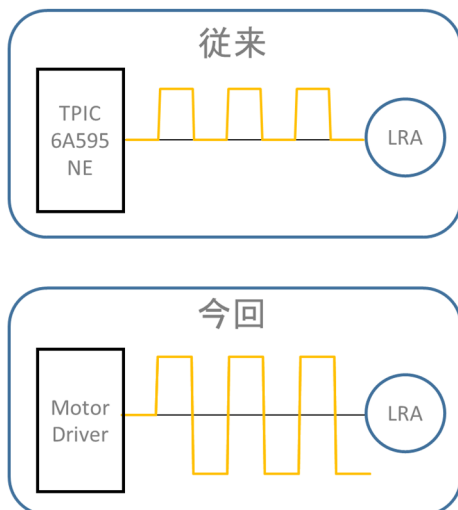 従来
TPIC
6A595
NE
LRA
今回
Motor
Driver
LRA